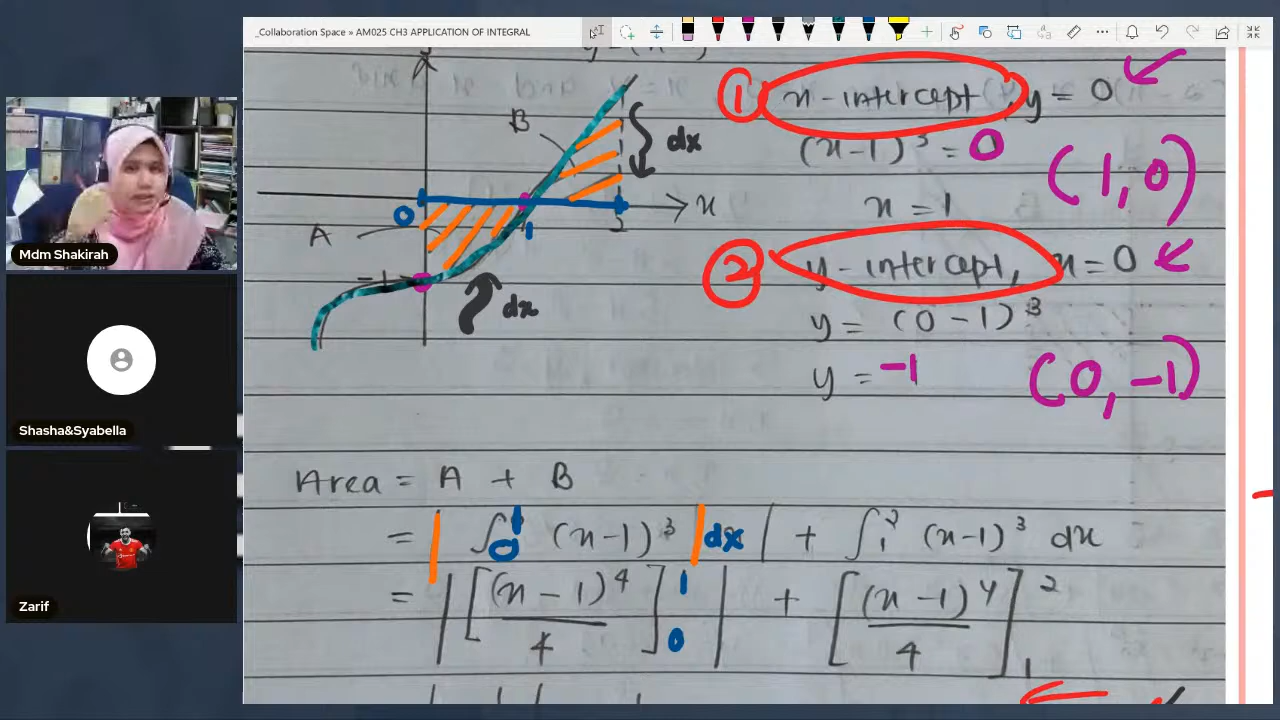 _Collaboration Space » AM025 CH3 APPLICATION OF INTEGRAL
① x-intercept, y = 0
(x-1)³ = 0
(1, 0)
x = 1
② y-intercept, x = 0
y = (0-1)³
y = -1
(0, -1)
B
dx
x
0
1
2
A
-1
dx
Area = A + B
= | ∫₀¹ (x-1)³ | dx | + ∫₁² (x-1)³ dx
= | [(x-1)⁴/4]₀¹ | + [(x-1)⁴/4]₁²
Mdm Shakirah
Shasha&Syabella
Zarif